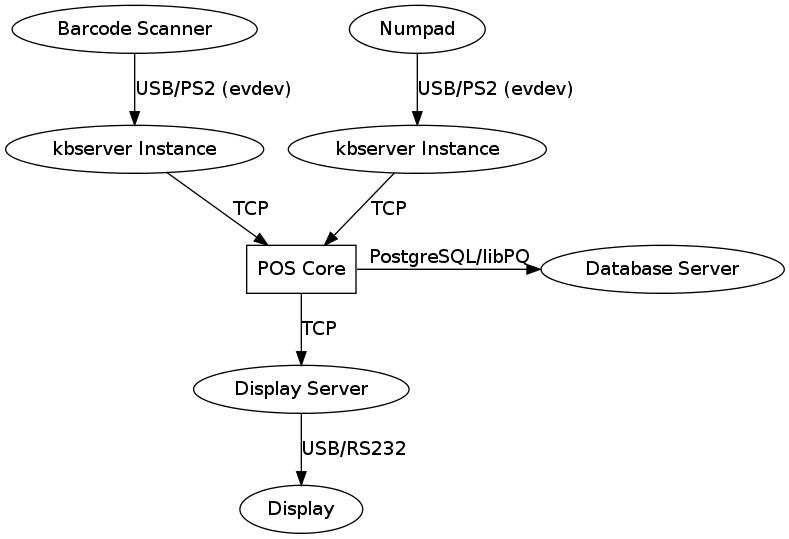 Barcode Scanner
Numpad
USB/PS2 (evdev)
USB/PS2 (evdev)
kbserver Instance
kbserver Instance
TCP
TCP
POS Core
PostgreSQL/libPQ
Database Server
TCP
Display Server
USB/RS232
Display